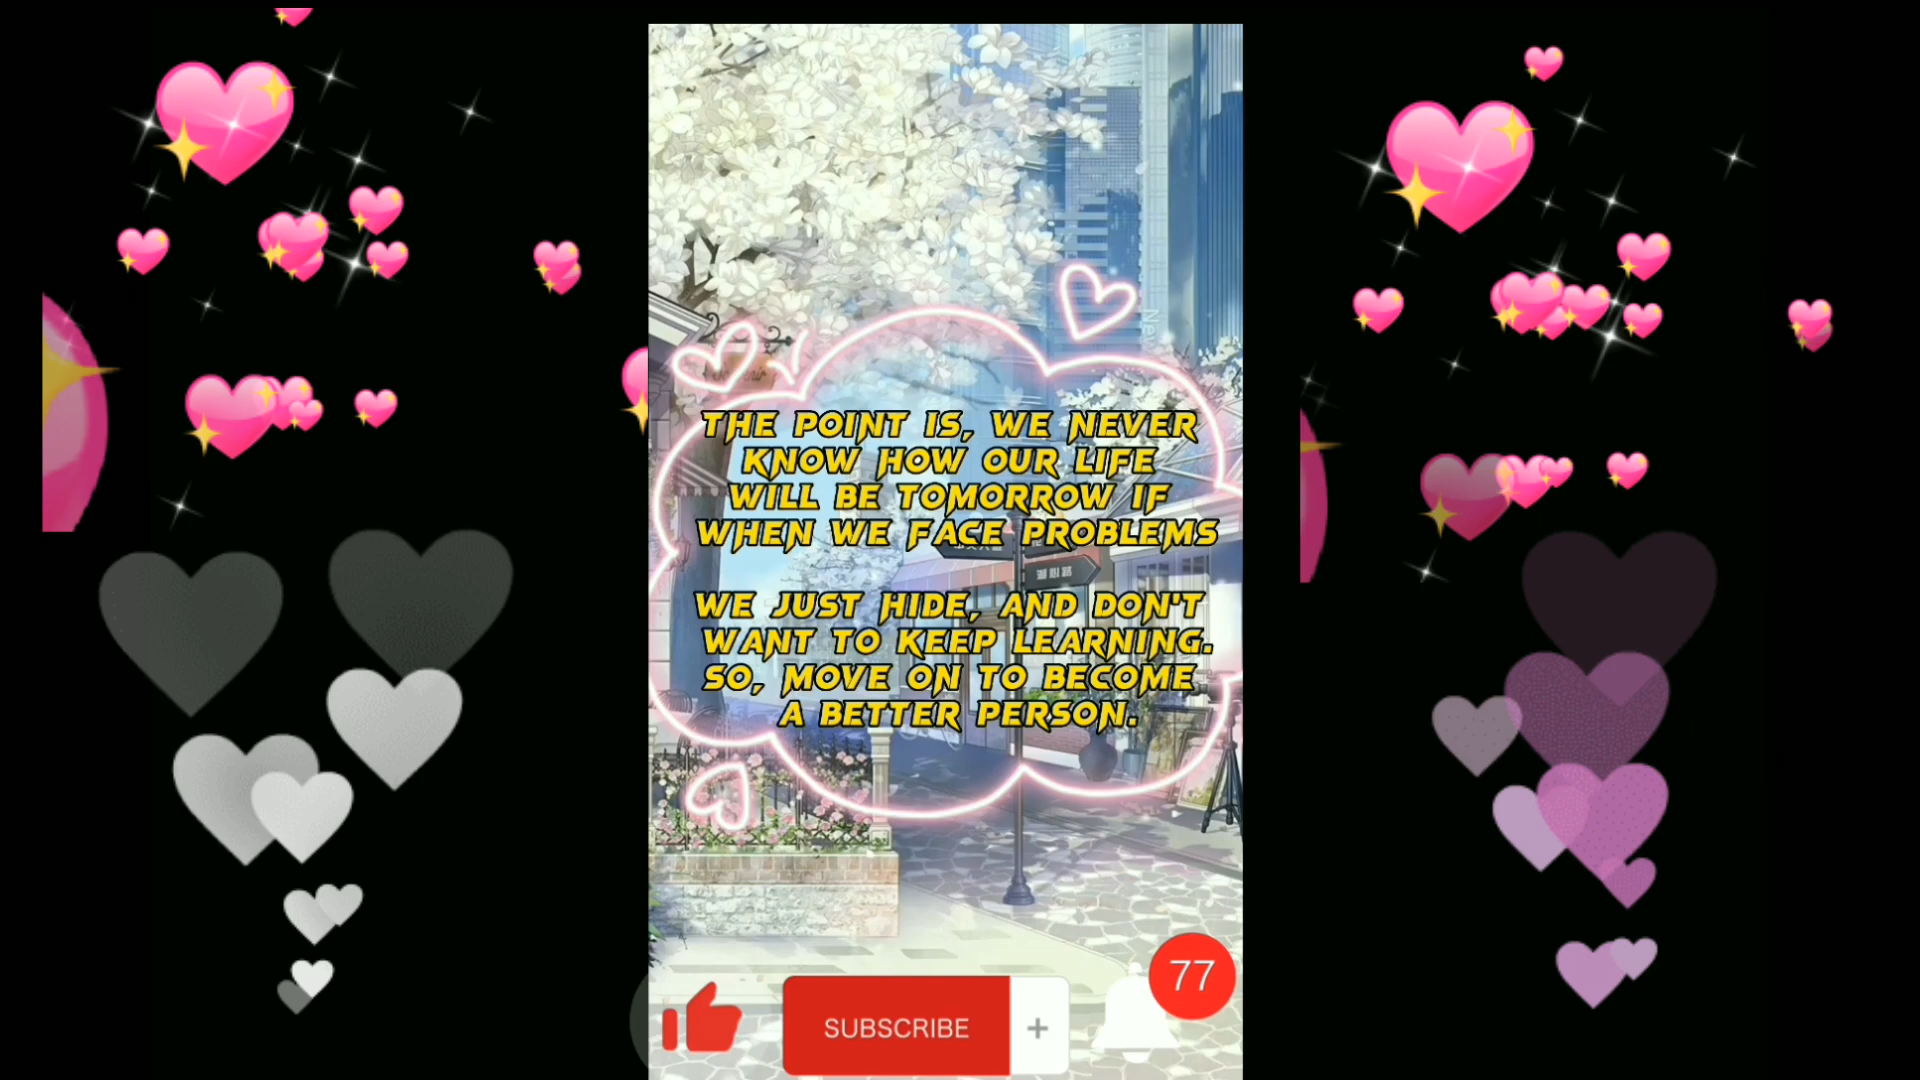 THE POINT IS, WE NEVER
KNOW HOW OUR LIFE
WILL BE TOMORROW IF
WHEN WE FACE PROBLEMS
WE JUST HIDE, AND DON'T
WANT TO KEEP LEARNING.
SO, MOVE ON TO BECOME
A BETTER PERSON.
77
SUBSCRIBE +